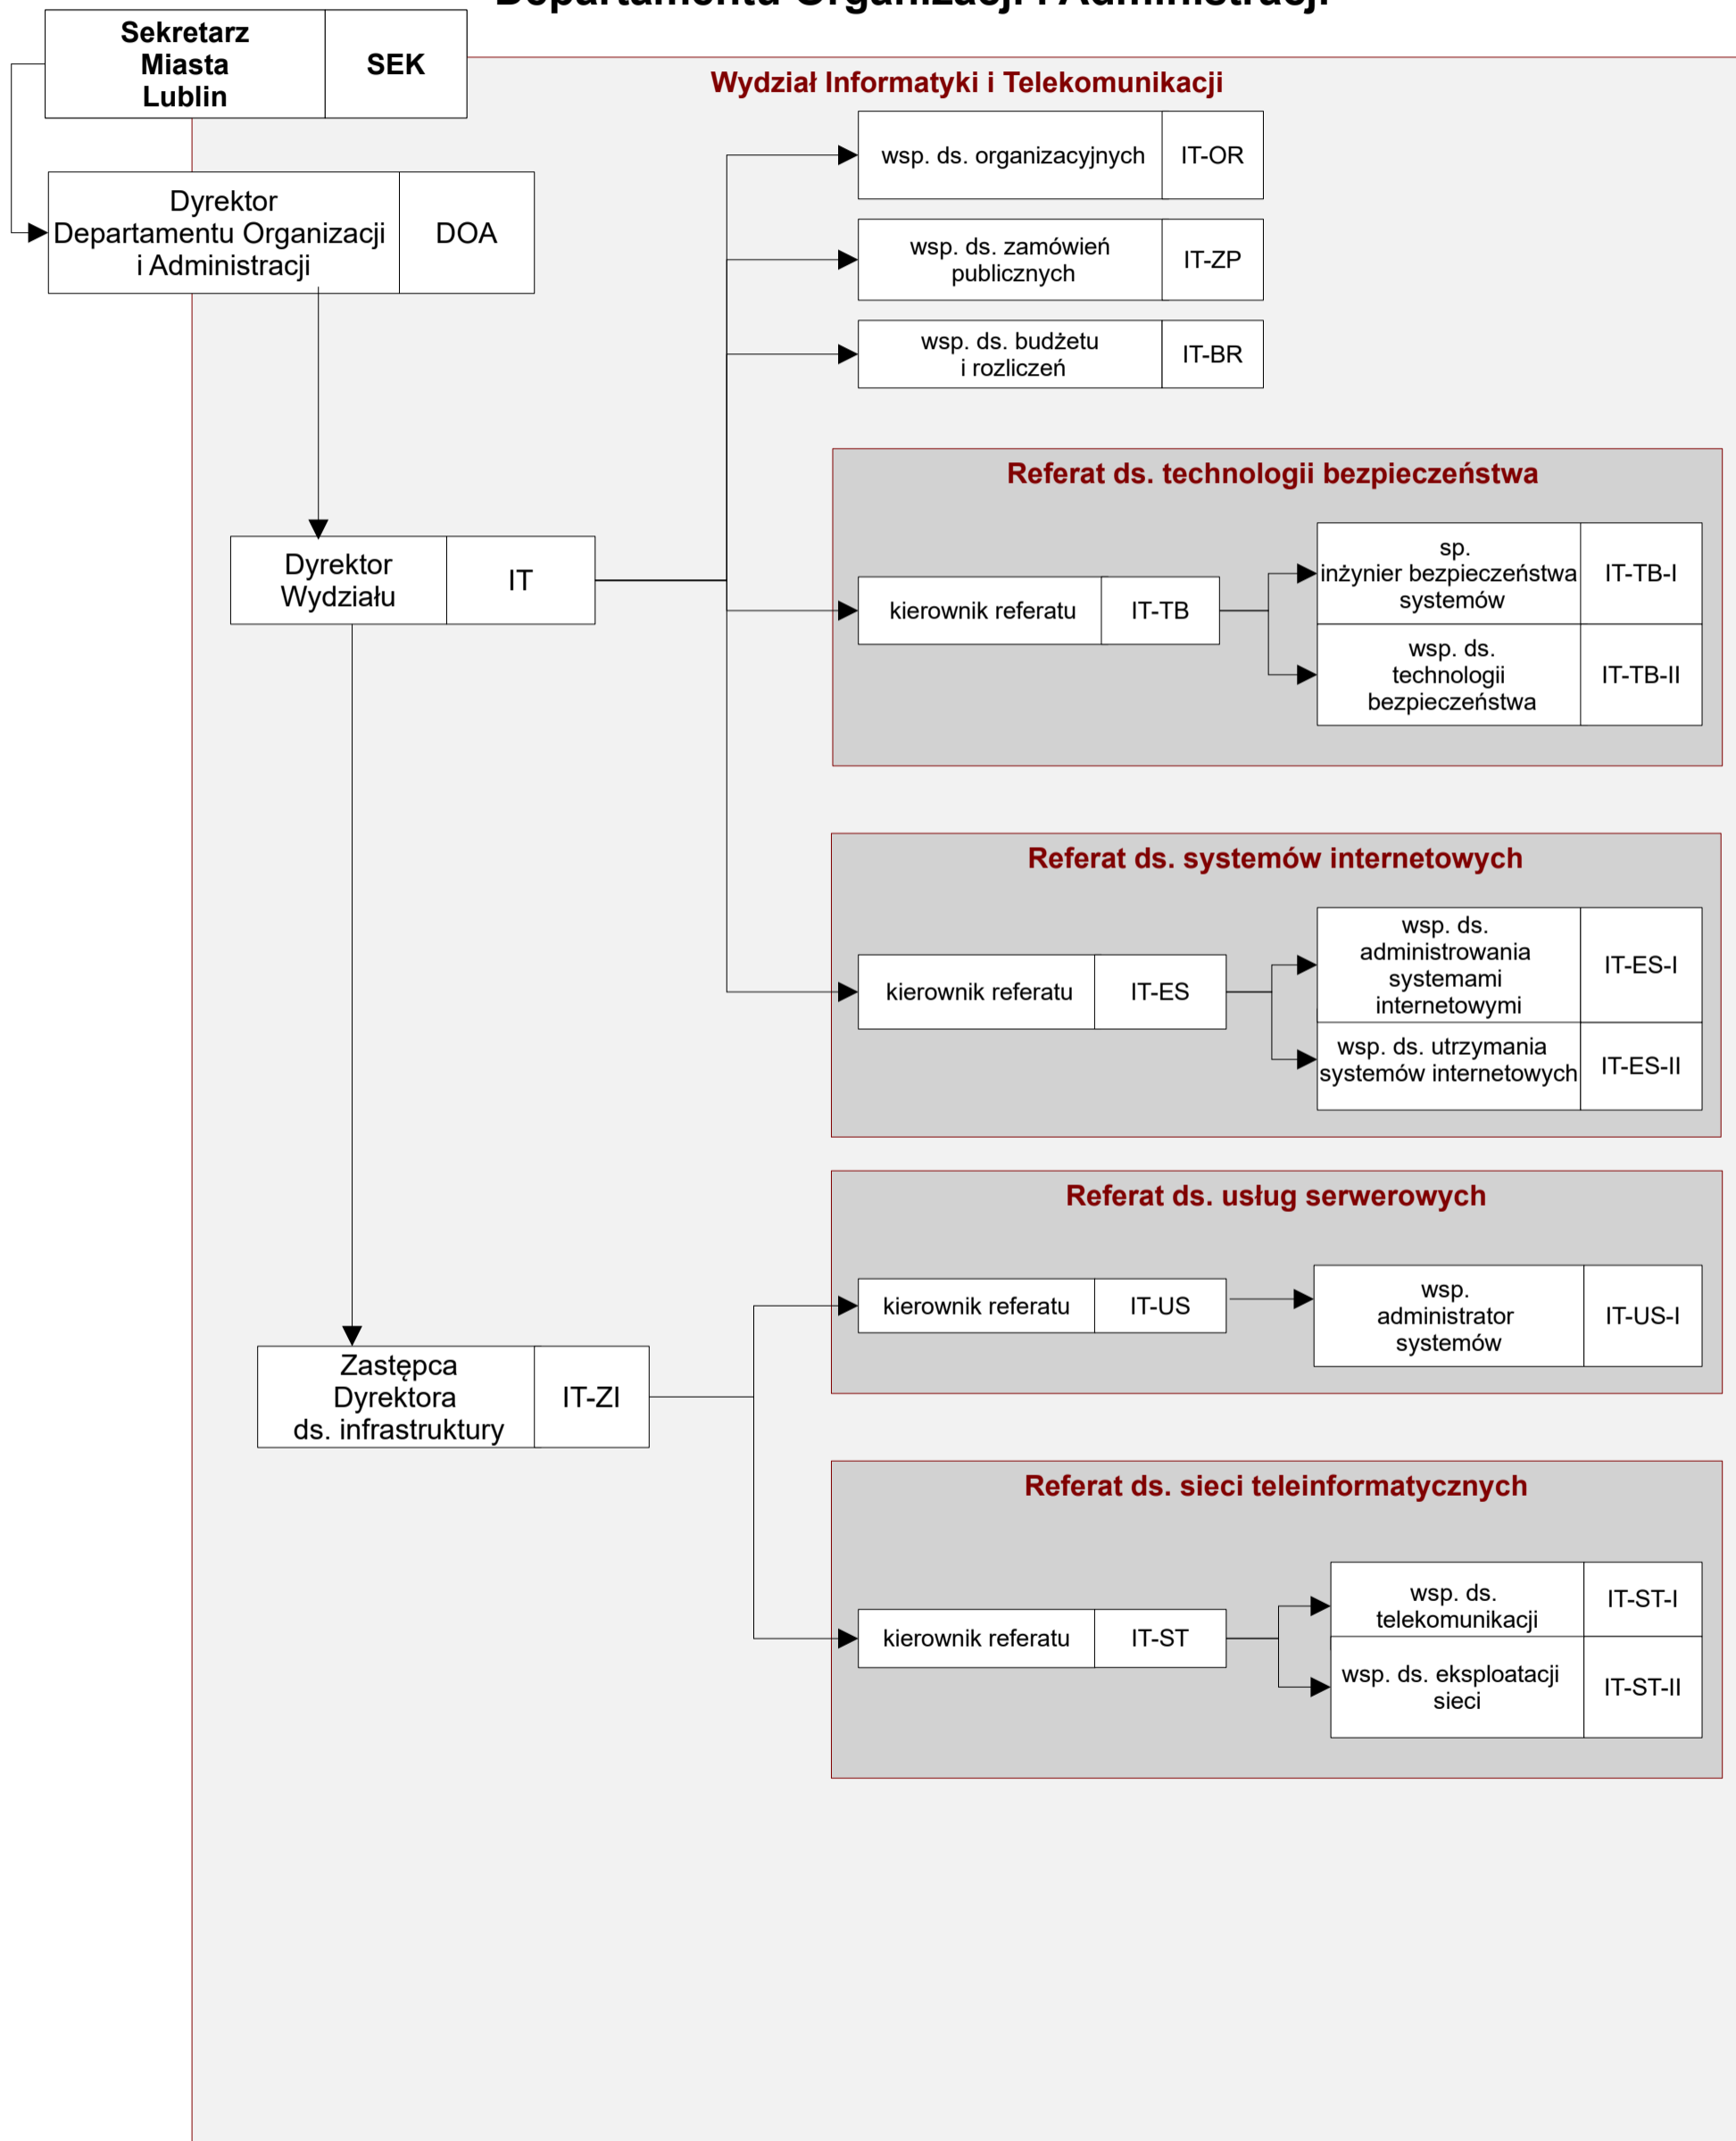 Departamentu Organizacji i Administracji
Sekretarz
Miasta
Lublin
SEK
Wydział Informatyki i Telekomunikacji
wsp. ds. organizacyjnych
IT-OR
Dyrektor
Departamentu Organizacji
i Administracji
DOA
wsp. ds. zamówień
publicznych
IT-ZP
wsp. ds. budżetu
i rozliczeń
IT-BR
Referat ds. technologii bezpieczeństwa
Dyrektor
Wydziału
IT
kierownik referatu
IT-TB
sp.
inżynier bezpieczeństwa
systemów
IT-TB-I
wsp. ds.
technologii
bezpieczeństwa
IT-TB-II
Referat ds. systemów internetowych
kierownik referatu
IT-ES
wsp. ds.
administrowania
systemami
internetowymi
IT-ES-I
wsp. ds. utrzymania
systemów internetowych
IT-ES-II
Referat ds. usług serwerowych
kierownik referatu
IT-US
wsp.
administrator
systemów
IT-US-I
Zastępca
Dyrektora
ds. infrastruktury
IT-ZI
Referat ds. sieci teleinformatycznych
kierownik referatu
IT-ST
wsp. ds.
telekomunikacji
IT-ST-I
wsp. ds. eksploatacji
sieci
IT-ST-II